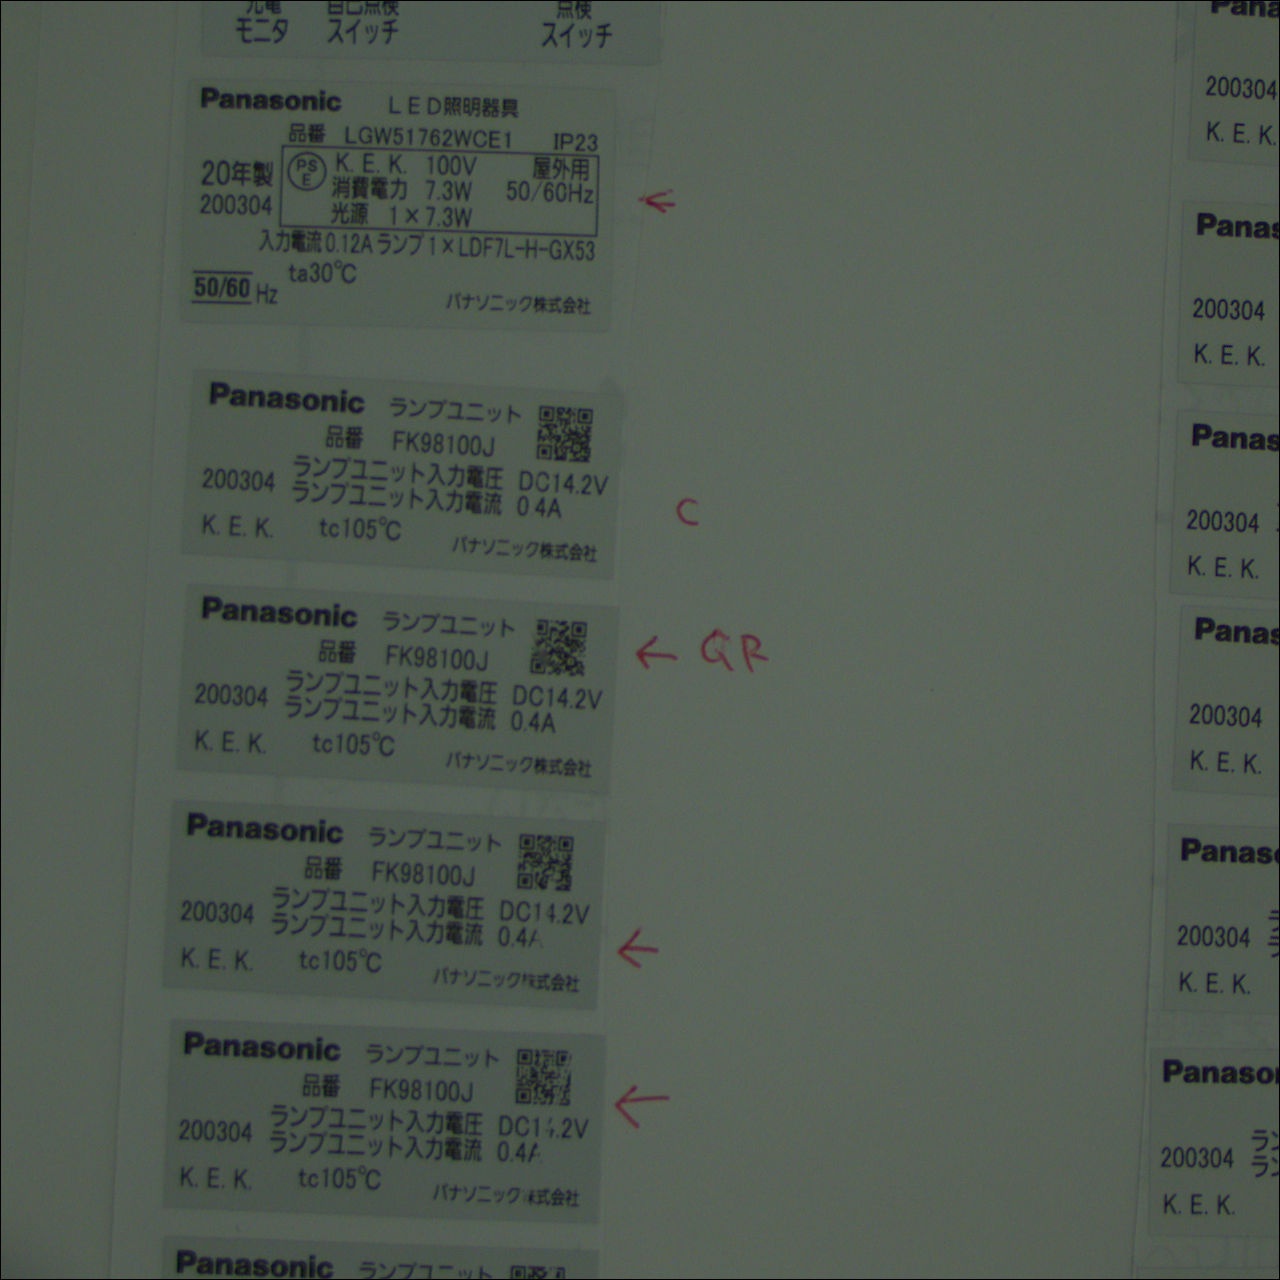 モニタ スイッチ スイッチ
Panasonic LED照明器具
品番 LGW51762WCE1 IP23
20年製
200304
PS
E
K. E. K. 100V 屋外用
消費電力 7.3W 50/60Hz
光源 1×7.3W
入力電流0.12A ランプ1×LDF7L-H-GX53
ta30℃
50/60 Hz
パナソニック株式会社
Panasonic ランプユニット
品番 FK98100J
200304
ランプユニット入力電圧 DC14.2V
ランプユニット入力電流 0.4A
K. E. K. tc105℃
パナソニック株式会社
C
Panasonic ランプユニット
品番 FK98100J
200304
ランプユニット入力電圧 DC14.2V
ランプユニット入力電流 0.4A
K. E. K. tc105℃
パナソニック株式会社
← QR
Panasonic ランプユニット
品番 FK98100J
200304
ランプユニット入力電圧 DC14.2V
ランプユニット入力電流 0.4A
K. E. K. tc105℃
パナソニック株式会社
Panasonic ランプユニット
品番 FK98100J
200304
ランプユニット入力電圧 DC14.2V
ランプユニット入力電流 0.4A
K. E. K. tc105℃
パナソニック株式会社
Panasonic ランプユニット
Pana
200304
K. E. K.
Panas
200304
K. E. K.
Panas
200304
K. E. K.
Panas
200304
K. E. K.
Panaso
200304
K. E. K.
Panaso
200304 ラン
ラン
K. E. K.